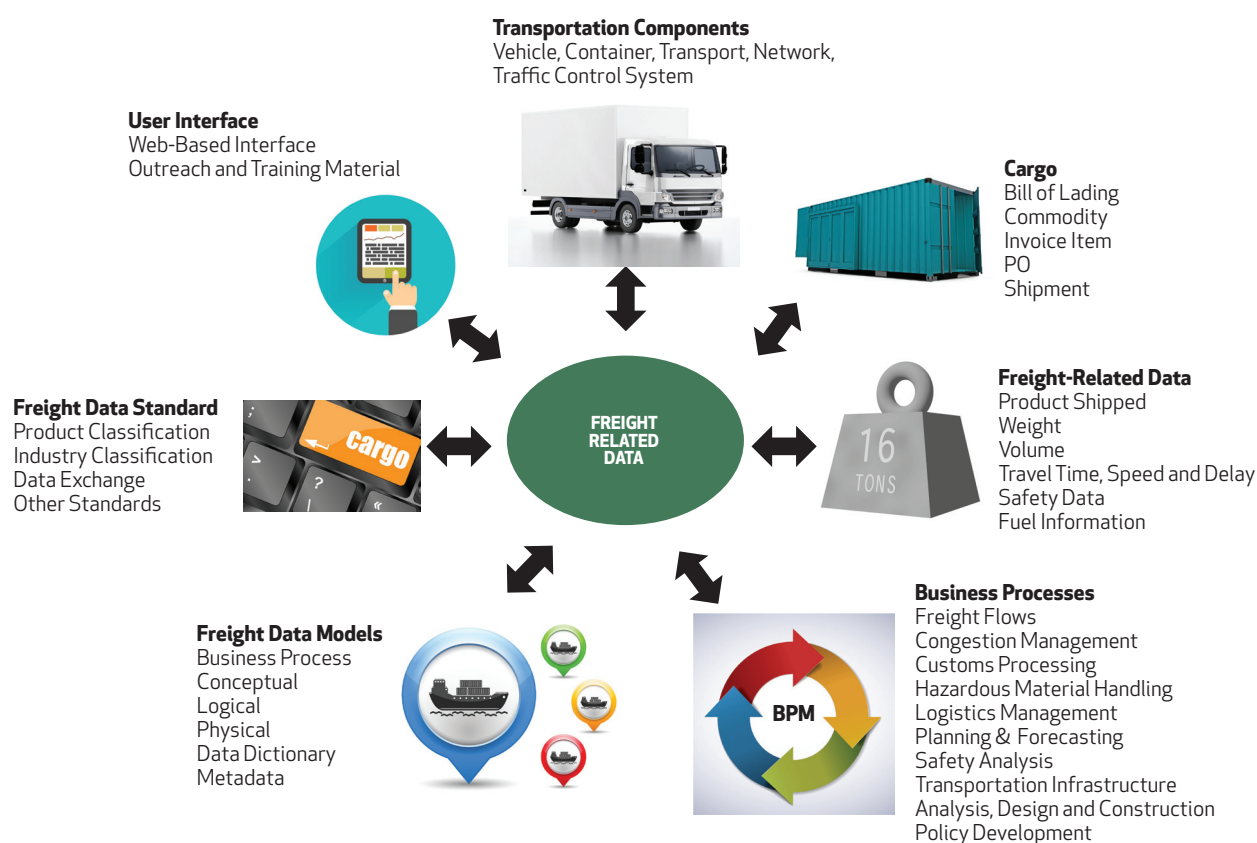 Transportation Components
Vehicle, Container, Transport, Network,
Traffic Control System
User Interface
Web-Based Interface
Outreach and Training Material
Cargo
Bill of Lading
Commodity
Invoice Item
PO
Shipment
Freight Data Standard
Product Classification
Industry Classification
Data Exchange
Other Standards
;
cargo
>
.
?
/
«
FREIGHT
RELATED
DATA
16
TONS
Freight-Related Data
Product Shipped
Weight
Volume
Travel Time, Speed and Delay
Safety Data
Fuel Information
Freight Data Models
Business Process
Conceptual
Logical
Physical
Data Dictionary
Metadata
BPM
Business Processes
Freight Flows
Congestion Management
Customs Processing
Hazardous Material Handling
Logistics Management
Planning & Forecasting
Safety Analysis
Transportation Infrastructure
Analysis, Design and Construction
Policy Development